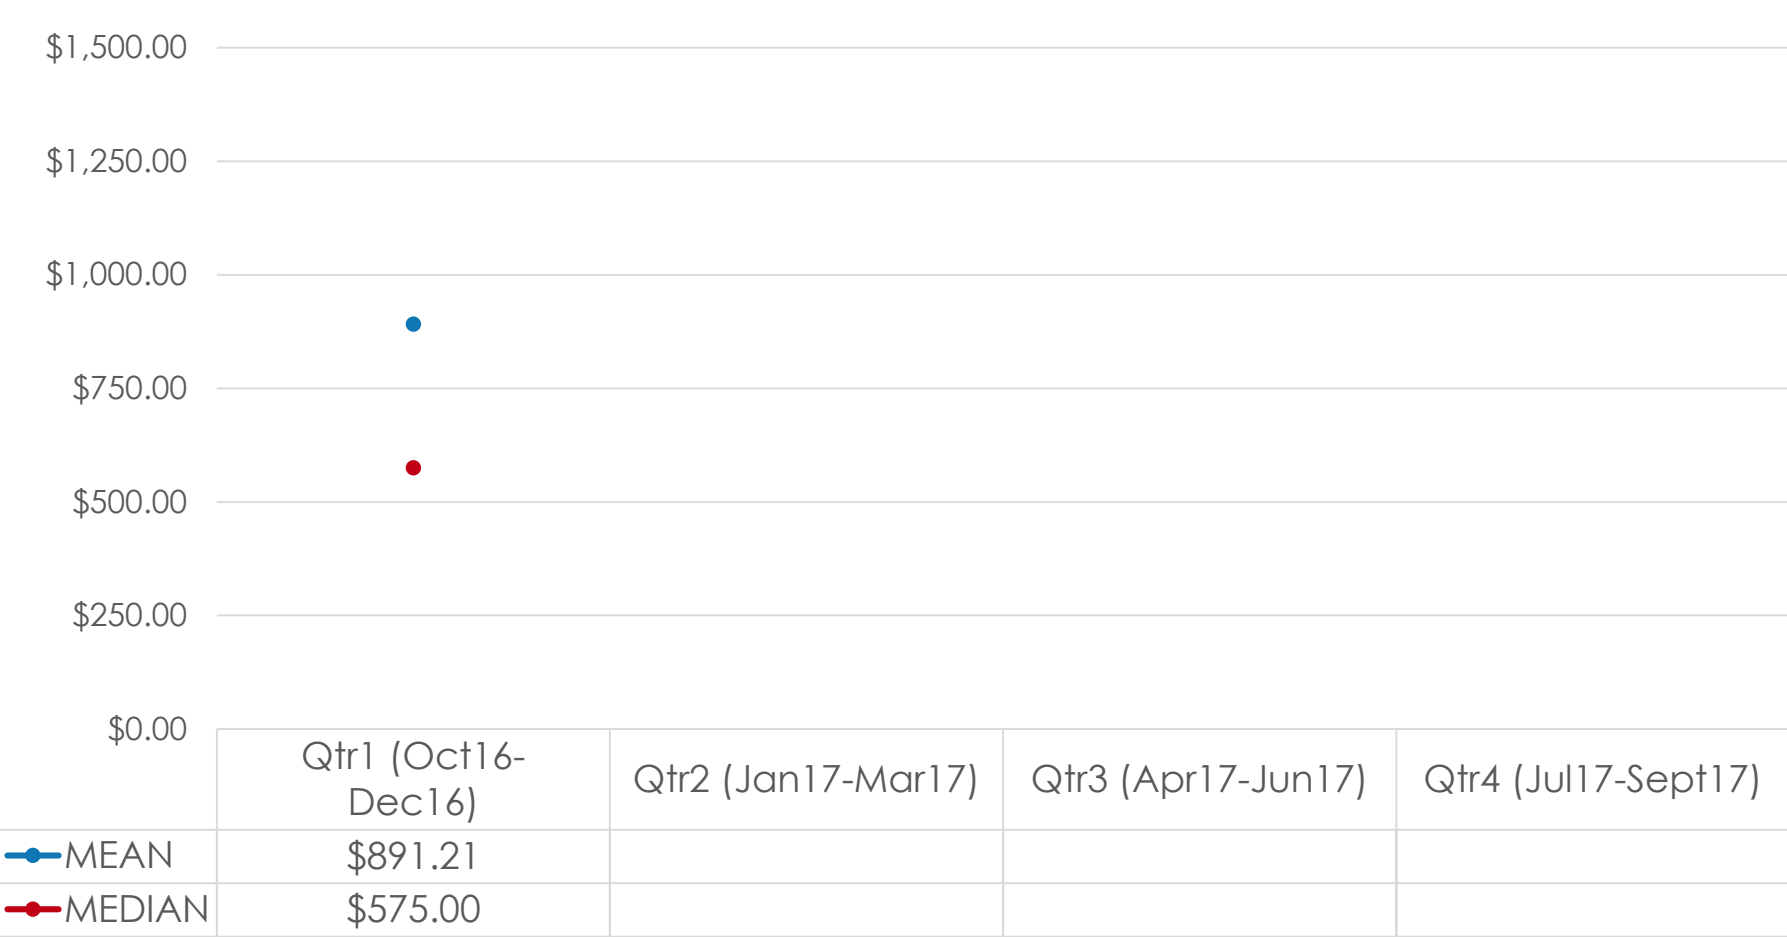 $1,500.00
$1,250.00
$1,000.00
$750.00
$500.00
$250.00
$0.00
Qtr1 (Oct16-
Dec16)
Qtr2 (Jan17-Mar17)
Qtr3 (Apr17-Jun17)
Qtr4 (Jul17-Sept17)
MEAN $891.21
MEDIAN $575.00